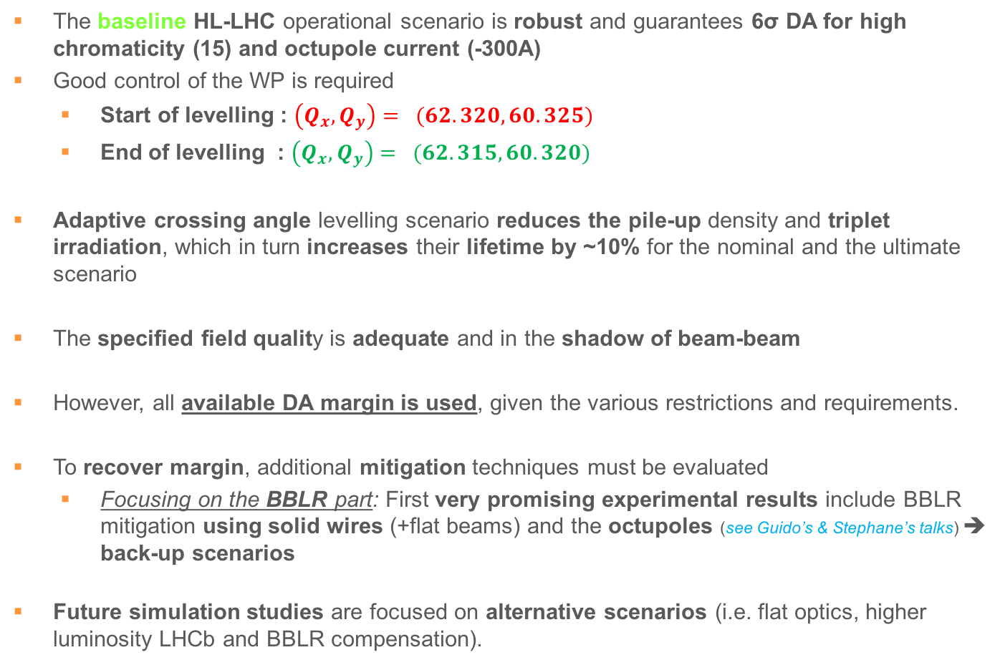 ▪ The baseline HL-LHC operational scenario is robust and guarantees 6σ DA for high
chromaticity (15) and octupole current (-300A)
▪ Good control of the WP is required
▪ Start of levelling : (Qx, Qy) = (62.320, 60.325)
▪ End of levelling : (Qx, Qy) = (62.315, 60.320)
▪ Adaptive crossing angle levelling scenario reduces the pile-up density and triplet
irradiation, which in turn increases their lifetime by ~10% for the nominal and the ultimate
scenario
▪ The specified field quality is adequate and in the shadow of beam-beam
▪ However, all available DA margin is used, given the various restrictions and requirements.
▪ To recover margin, additional mitigation techniques must be evaluated
▪ Focusing on the BBLR part: First very promising experimental results include BBLR
mitigation using solid wires (+flat beams) and the octupoles (see Guido's & Stephane's talks) ➔
back-up scenarios
▪ Future simulation studies are focused on alternative scenarios (i.e. flat optics, higher
luminosity LHCb and BBLR compensation).